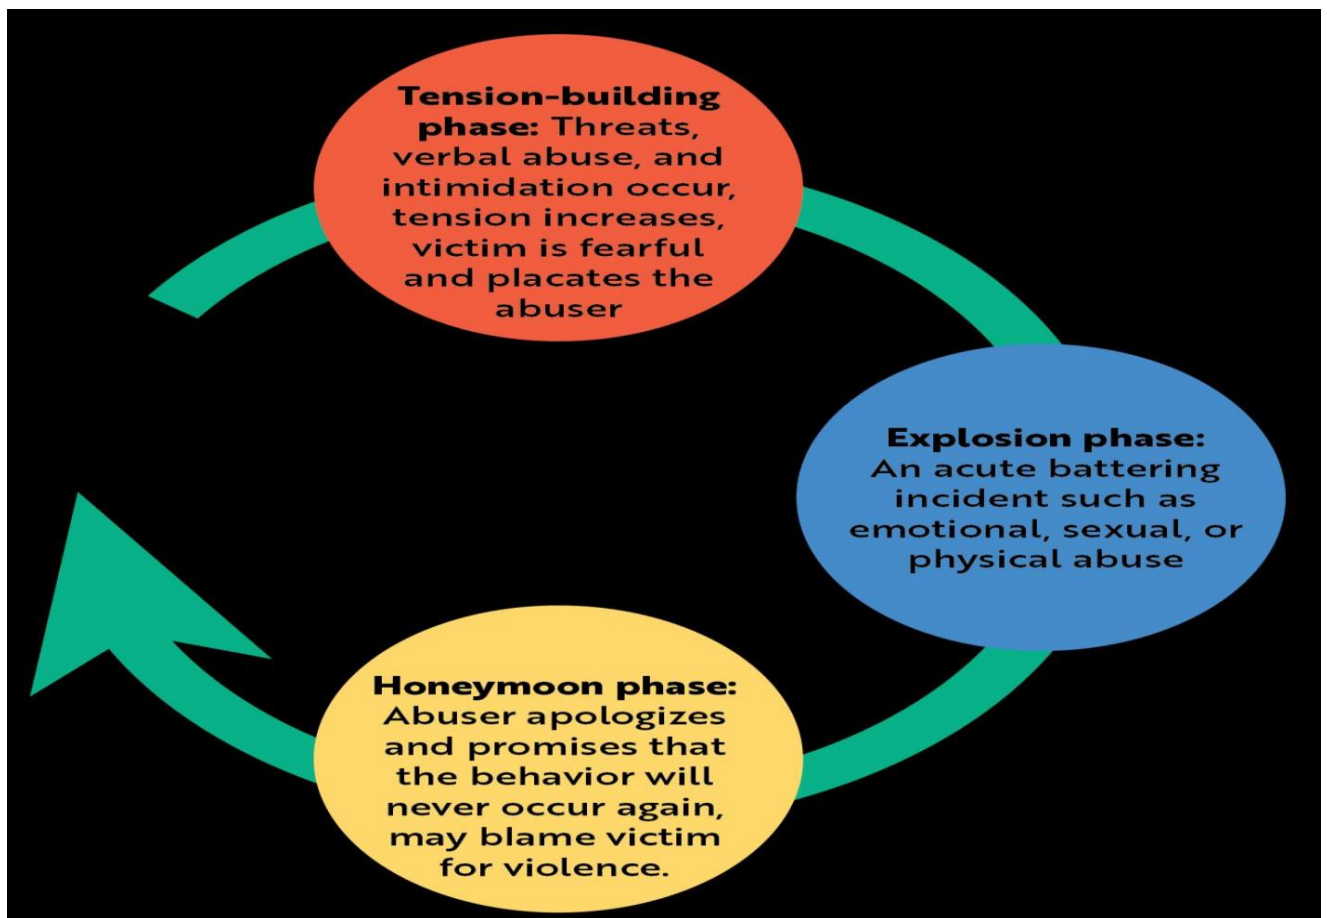 Tension-building
phase: Threats,
verbal abuse, and
intimidation occur,
tension increases,
victim is fearful
and placates the
abuser
Explosion phase:
An acute battering
incident such as
emotional, sexual, or
physical abuse
Honeymoon phase:
Abuser apologizes
and promises that
the behavior will
never occur again,
may blame victim
for violence.